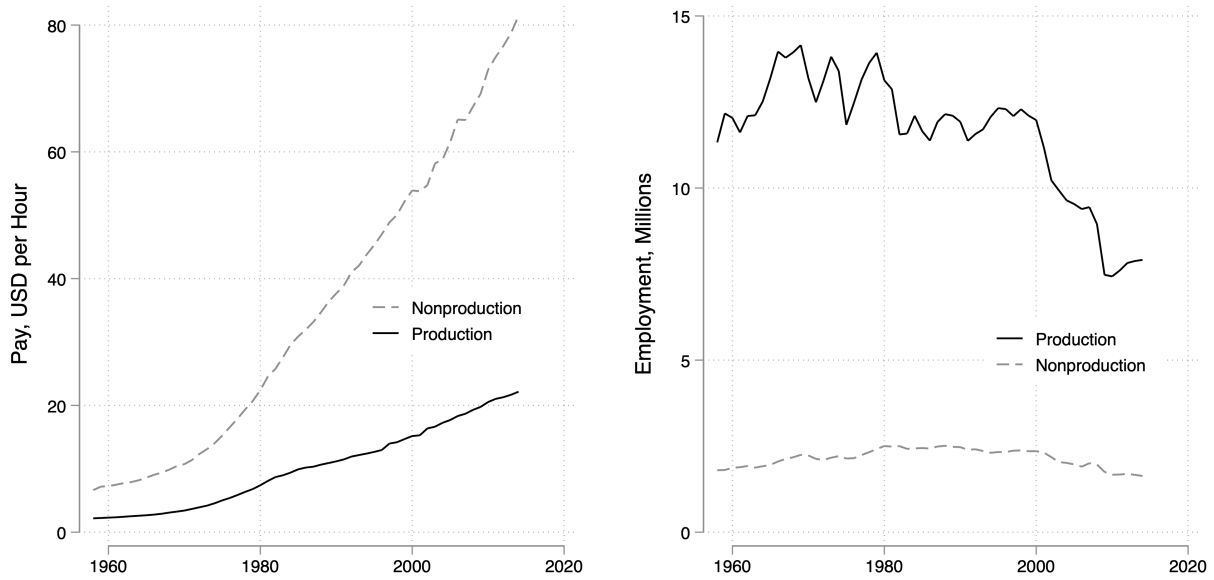 Pay, USD per Hour
80
60
40
20
0
1960 1980 2000 2020
Nonproduction
Production
Employment, Millions
15
10
5
0
1960 1980 2000 2020
Production
Nonproduction